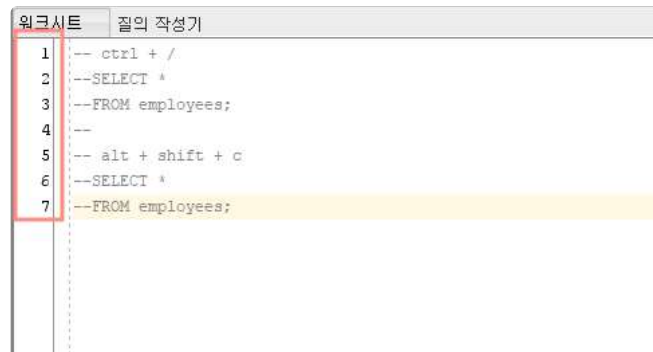 워크시트 질의 작성기
1 -- ctrl + /
2 --SELECT *
3 --FROM employees;
4 --
5 -- alt + shift + c
6 --SELECT *
7 --FROM employees;